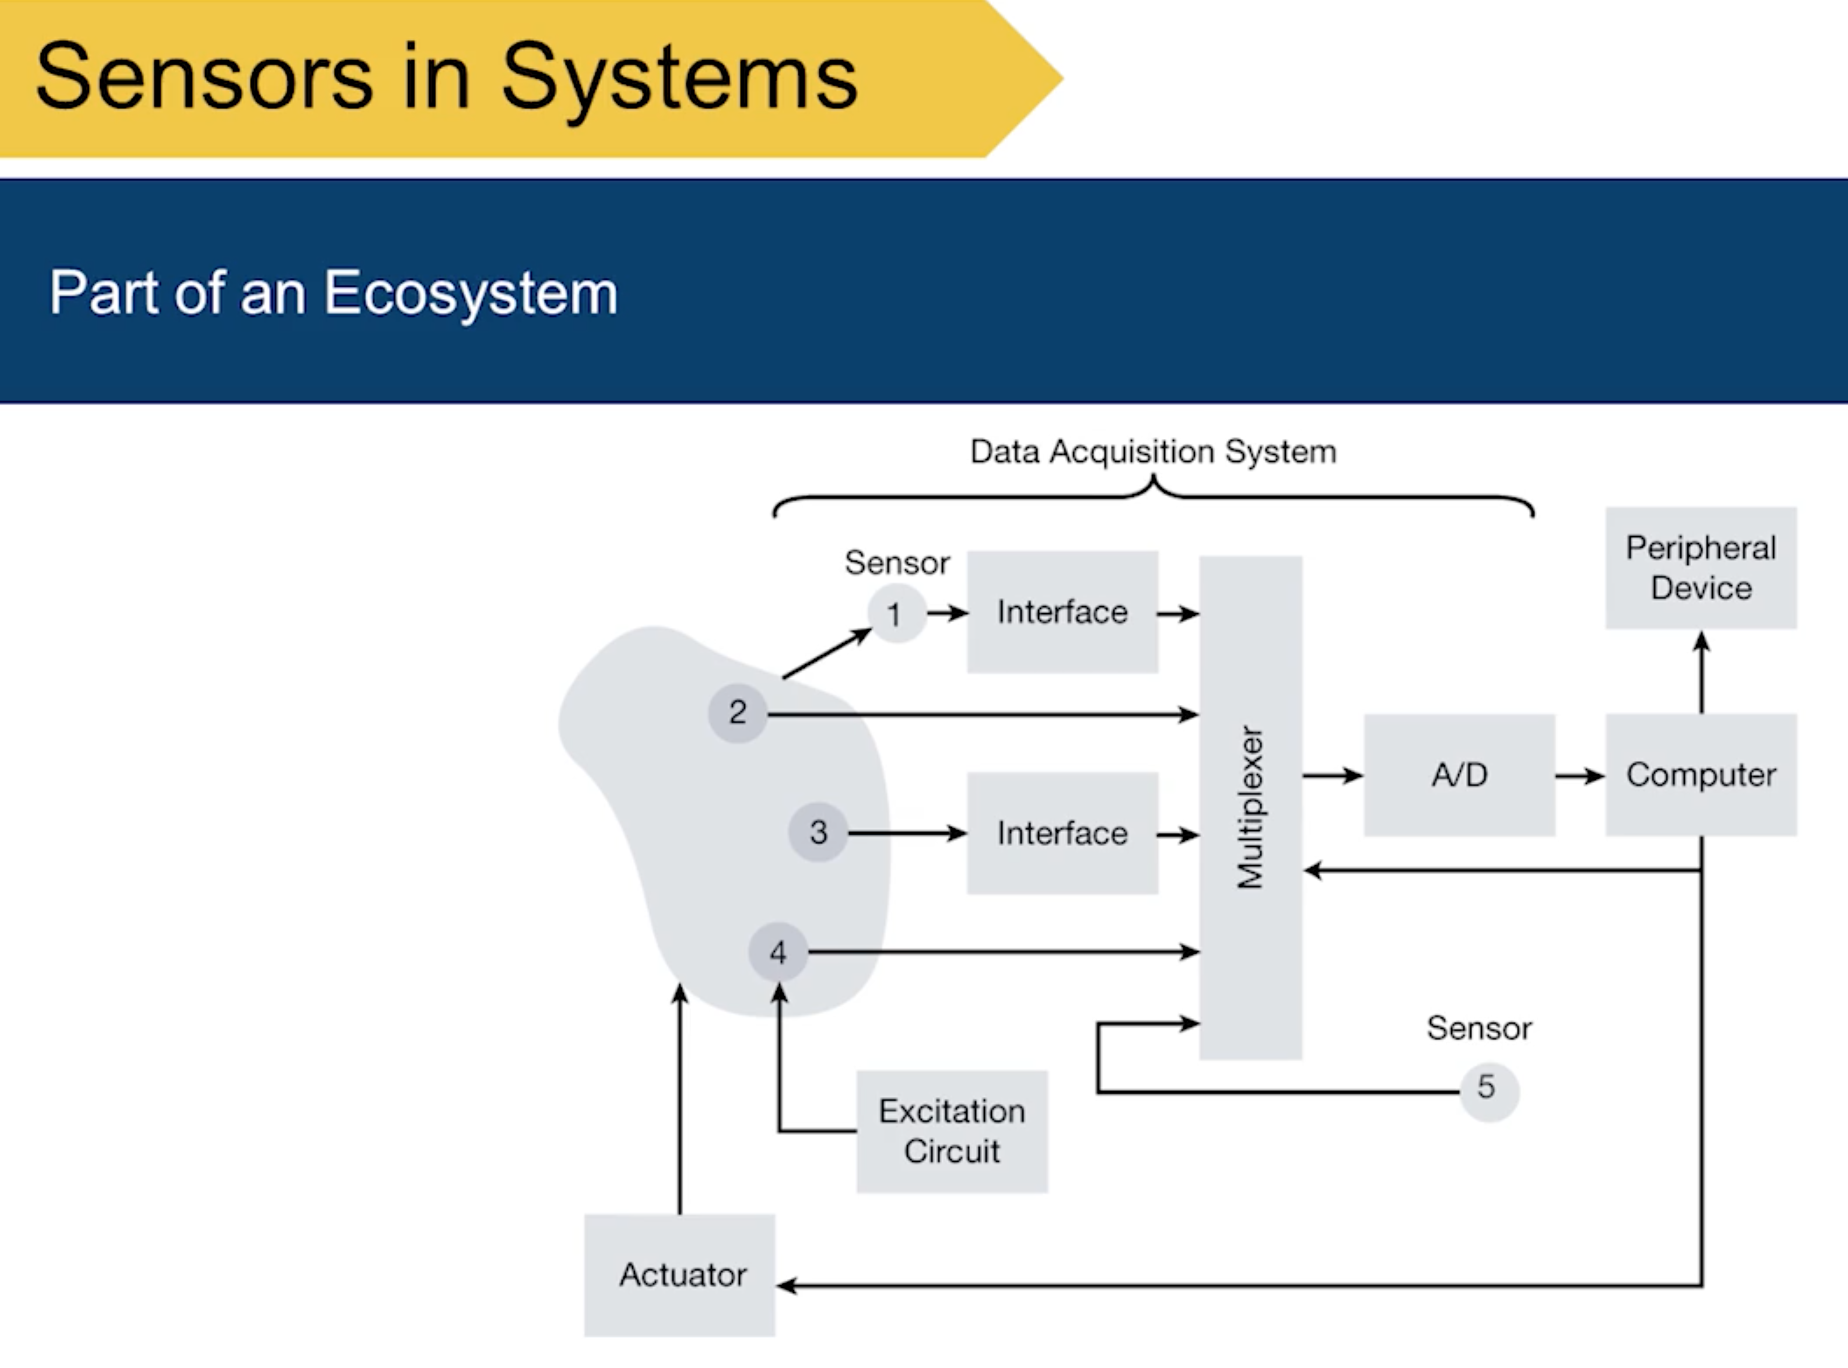 Sensors in Systems
Part of an Ecosystem
Data Acquisition System
Sensor
1
Interface
Peripheral
Device
2
3
Interface
Multiplexer
A/D
Computer
4
Sensor
5
Excitation
Circuit
Actuator